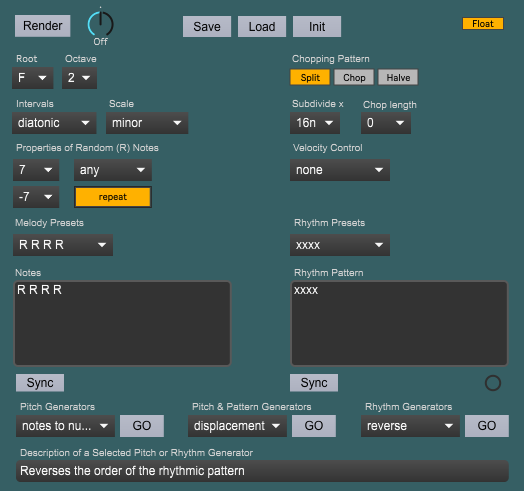 Render Save Load Init Float
Off
Root Octave Chopping Pattern
F 2 Split Chop Halve
Intervals Scale Subdivide x Chop length
diatonic minor 16n 0
Properties of Random (R) Notes Velocity Control
7 any none
-7 repeat
Melody Presets Rhythm Presets
R R R R xxxx
Notes Rhythm Pattern
R R R R xxxx
Sync Sync
Pitch Generators Pitch & Pattern Generators Rhythm Generators
notes to nu... GO displacement GO reverse GO
Description of a Selected Pitch or Rhythm Generator
Reverses the order of the rhythmic pattern